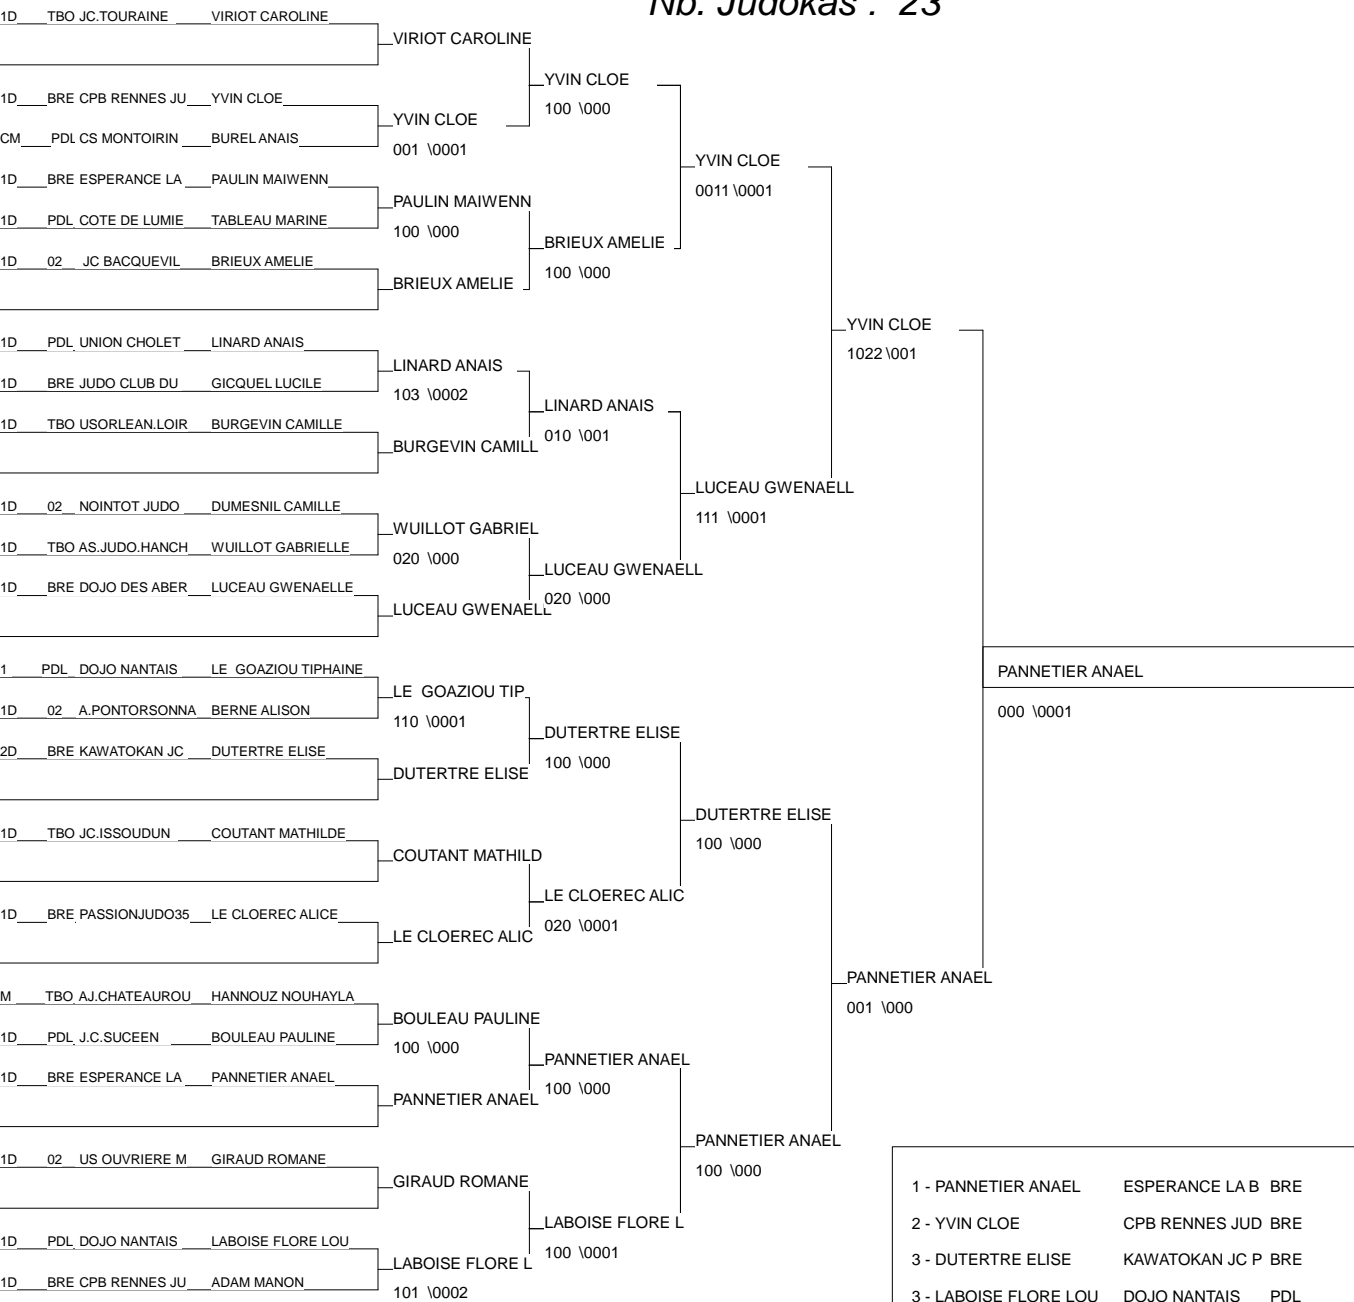 Nb. Judokas : 23
1D TBO JC.TOURAINE VIRIOT CAROLINE
VIRIOT CAROLINE
YVIN CLOE
100 \000
1D BRE CPB RENNES JU YVIN CLOE
YVIN CLOE
001 \0001
CM PDL CS MONTOIRIN BUREL ANAIS
YVIN CLOE
0011 \0001
1D BRE ESPERANCE LA PAULIN MAIWENN
PAULIN MAIWENN
100 \000
1D PDL COTE DE LUMIE TABLEAU MARINE
BRIEUX AMELIE
100 \000
1D 02 JC BACQUEVIL BRIEUX AMELIE
BRIEUX AMELIE
YVIN CLOE
1022 \001
1D PDL UNION CHOLET LINARD ANAIS
LINARD ANAIS
103 \0002
1D BRE JUDO CLUB DU GICQUEL LUCILE
LINARD ANAIS
010 \001
1D TBO USORLEAN.LOIR BURGEVIN CAMILLE
BURGEVIN CAMILL
LUCEAU GWENAELL
111 \0001
1D 02 NOINTOT JUDO DUMESNIL CAMILLE
WUILLOT GABRIEL
020 \000
1D TBO AS.JUDO.HANCH WUILLOT GABRIELLE
LUCEAU GWENAELL
020 \000
1D BRE DOJO DES ABER LUCEAU GWENAELLE
LUCEAU GWENAELL
PANNETIER ANAEL
000 \0001
1 PDL DOJO NANTAIS LE GOAZIOU TIPHAINE
LE GOAZIOU TIP
110 \0001
1D 02 A.PONTORSONNA BERNE ALISON
DUTERTRE ELISE
100 \000
2D BRE KAWATOKAN JC DUTERTRE ELISE
DUTERTRE ELISE
DUTERTRE ELISE
100 \000
1D TBO JC.ISSOUDUN COUTANT MATHILDE
COUTANT MATHILD
LE CLOEREC ALIC
020 \0001
1D BRE PASSIONJUDO35 LE CLOEREC ALICE
LE CLOEREC ALIC
PANNETIER ANAEL
001 \000
M TBO AJ.CHATEAUROU HANNOUZ NOUHAYLA
BOULEAU PAULINE
100 \000
1D PDL J.C.SUCEEN BOULEAU PAULINE
PANNETIER ANAEL
100 \000
1D BRE ESPERANCE LA PANNETIER ANAEL
PANNETIER ANAEL
PANNETIER ANAEL
100 \000
1D 02 US OUVRIERE M GIRAUD ROMANE
GIRAUD ROMANE
LABOISE FLORE L
100 \0001
1D PDL DOJO NANTAIS LABOISE FLORE LOU
LABOISE FLORE L
101 \0002
1D BRE CPB RENNES JU ADAM MANON
1 - PANNETIER ANAEL ESPERANCE LA B BRE
2 - YVIN CLOE CPB RENNES JUD BRE
3 - DUTERTRE ELISE KAWATOKAN JC P BRE
3 - LABOISE FLORE LOU DOJO NANTAIS PDL